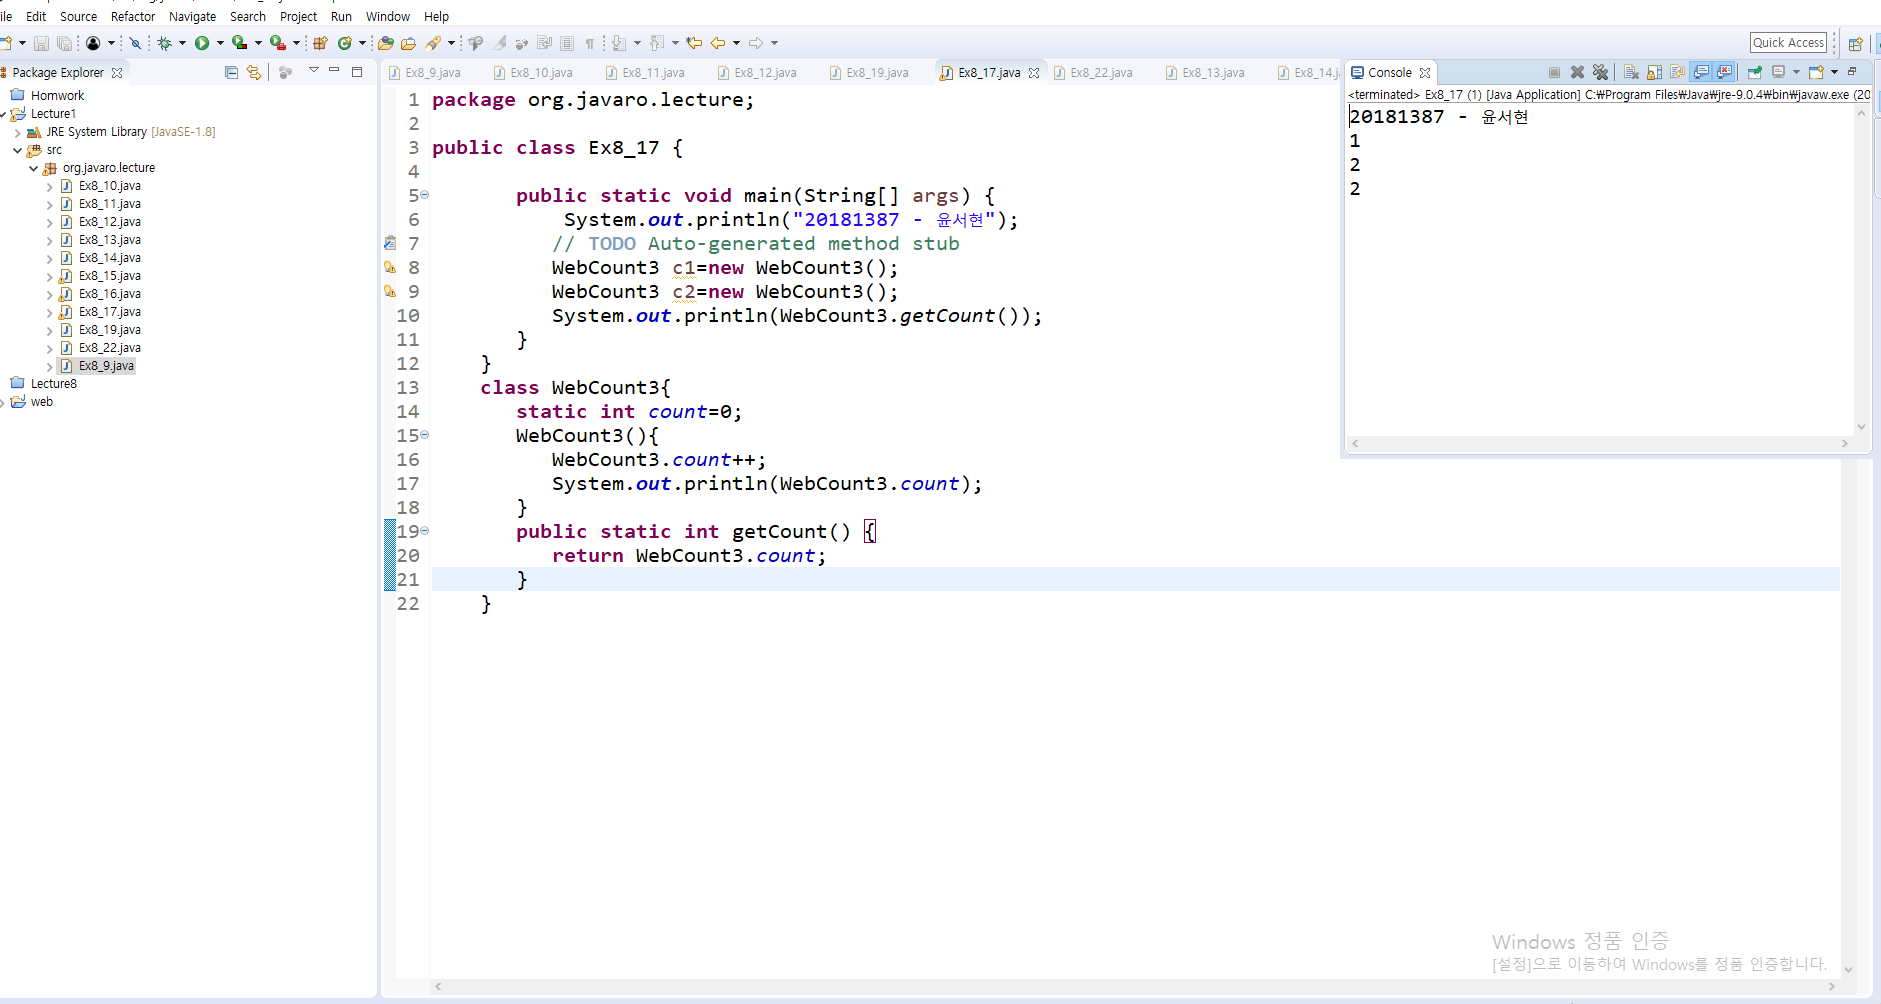 ile Edit Source Refactor Navigate Search Project Run Window Help
Quick Access
Package Explorer
Homwork
Lecture1
JRE System Library [JavaSE-1.8]
src
org.javaro.lecture
Ex8_10.java
Ex8_11.java
Ex8_12.java
Ex8_13.java
Ex8_14.java
Ex8_15.java
Ex8_16.java
Ex8_17.java
Ex8_19.java
Ex8_22.java
Ex8_9.java
Lecture8
web
Ex8_9.java Ex8_10.java Ex8_11.java Ex8_12.java Ex8_19.java Ex8_17.java Ex8_22.java Ex8_13.java Ex8_14.j
1 package org.javaro.lecture;
2
3 public class Ex8_17 {
4
5 public static void main(String[] args) {
6 System.out.println("20181387 - 윤서현");
7 // TODO Auto-generated method stub
8 WebCount3 c1=new WebCount3();
9 WebCount3 c2=new WebCount3();
10 System.out.println(WebCount3.getCount());
11 }
12 }
13 class WebCount3{
14 static int count=0;
15 WebCount3(){
16 WebCount3.count++;
17 System.out.println(WebCount3.count);
18 }
19 public static int getCount() {
20 return WebCount3.count;
21 }
22 }
Console
<terminated> Ex8_17 (1) [Java Application] C:₩Program Files₩Java₩jre-9.0.4₩bin₩javaw.exe (20
20181387 - 윤서현
1
2
2
Windows 정품 인증
[설정]으로 이동하여 Windows를 정품 인증합니다.